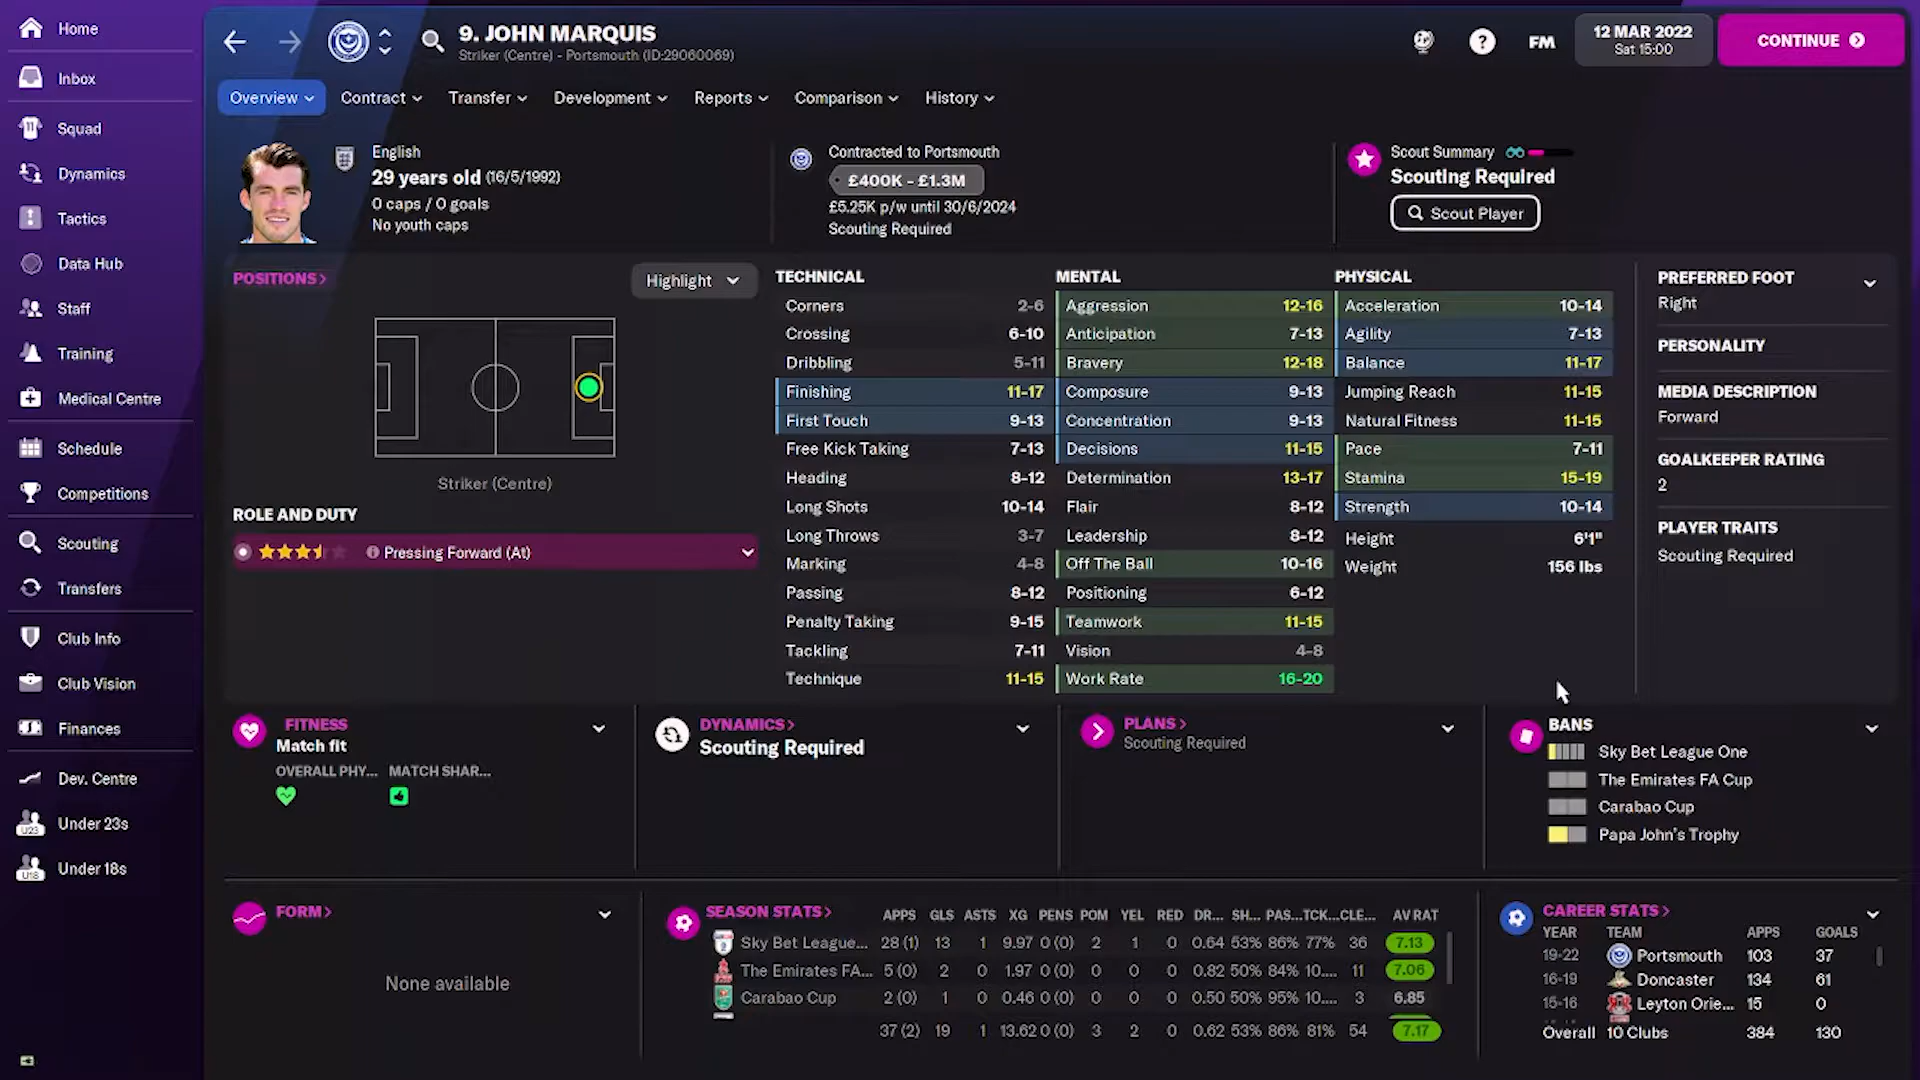 Home
Inbox
Squad
Dynamics
Tactics
Data Hub
Staff
Training
Medical Centre
Schedule
Competitions
Scouting
Transfers
Club Info
Club Vision
Finances
Dev. Centre
Under 23s
Under 18s
9. JOHN MARQUIS
Striker (Centre) - Portsmouth (ID:29060069)
FM
12 MAR 2022
Sat 15:00
CONTINUE
Overview Contract Transfer Development Reports Comparison History
English
29 years old (16/5/1992)
0 caps / 0 goals
No youth caps
Contracted to Portsmouth
£400K - £1.3M
£5.25K p/w until 30/6/2024
Scouting Required
Scout Summary
Scouting Required
Scout Player
POSITIONS>
Highlight
Striker (Centre)
ROLE AND DUTY
Pressing Forward (At)
TECHNICAL
Corners 2-6
Crossing 6-10
Dribbling 5-11
Finishing 11-17
First Touch 9-13
Free Kick Taking 7-13
Heading 8-12
Long Shots 10-14
Long Throws 3-7
Marking 4-8
Passing 8-12
Penalty Taking 9-15
Tackling 7-11
Technique 11-15
MENTAL
Aggression 12-16
Anticipation 7-13
Bravery 12-18
Composure 9-13
Concentration 9-13
Decisions 11-15
Determination 13-17
Flair 8-12
Leadership 8-12
Off The Ball 10-16
Positioning 6-12
Teamwork 11-15
Vision 4-8
Work Rate 16-20
PHYSICAL
Acceleration 10-14
Agility 7-13
Balance 11-17
Jumping Reach 11-15
Natural Fitness 11-15
Pace 7-11
Stamina 15-19
Strength 10-14
Height 6'1"
Weight 156 lbs
PREFERRED FOOT
Right
PERSONALITY
MEDIA DESCRIPTION
Forward
GOALKEEPER RATING
2
PLAYER TRAITS
Scouting Required
FITNESS
Match fit
OVERALL PHY... MATCH SHAR...
DYNAMICS>
Scouting Required
PLANS>
Scouting Required
BANS
Sky Bet League One
The Emirates FA Cup
Carabao Cup
Papa John's Trophy
FORM>
None available
SEASON STATS> APPS GLS ASTS XG PENS POM YEL RED DR... SH... PAS...TCK...CLE... AV RAT
Sky Bet League... 28 (1) 13 1 9.97 0 (0) 2 1 0 0.64 53% 86% 77% 36 7.13
The Emirates FA... 5 (0) 2 0 1.97 0 (0) 0 0 0 0.82 50% 84% 10.... 11 7.06
Carabao Cup 2 (0) 1 0 0.46 0 (0) 0 0 0 0.50 50% 95% 10.... 3 6.85
37 (2) 19 1 13.62 0 (0) 3 2 0 0.62 53% 86% 81% 54 7.17
CAREER STATS>
YEAR TEAM APPS GOALS
19-22 Portsmouth 103 37
16-19 Doncaster 134 61
15-16 Leyton Orie... 15 0
Overall 10 Clubs 384 130